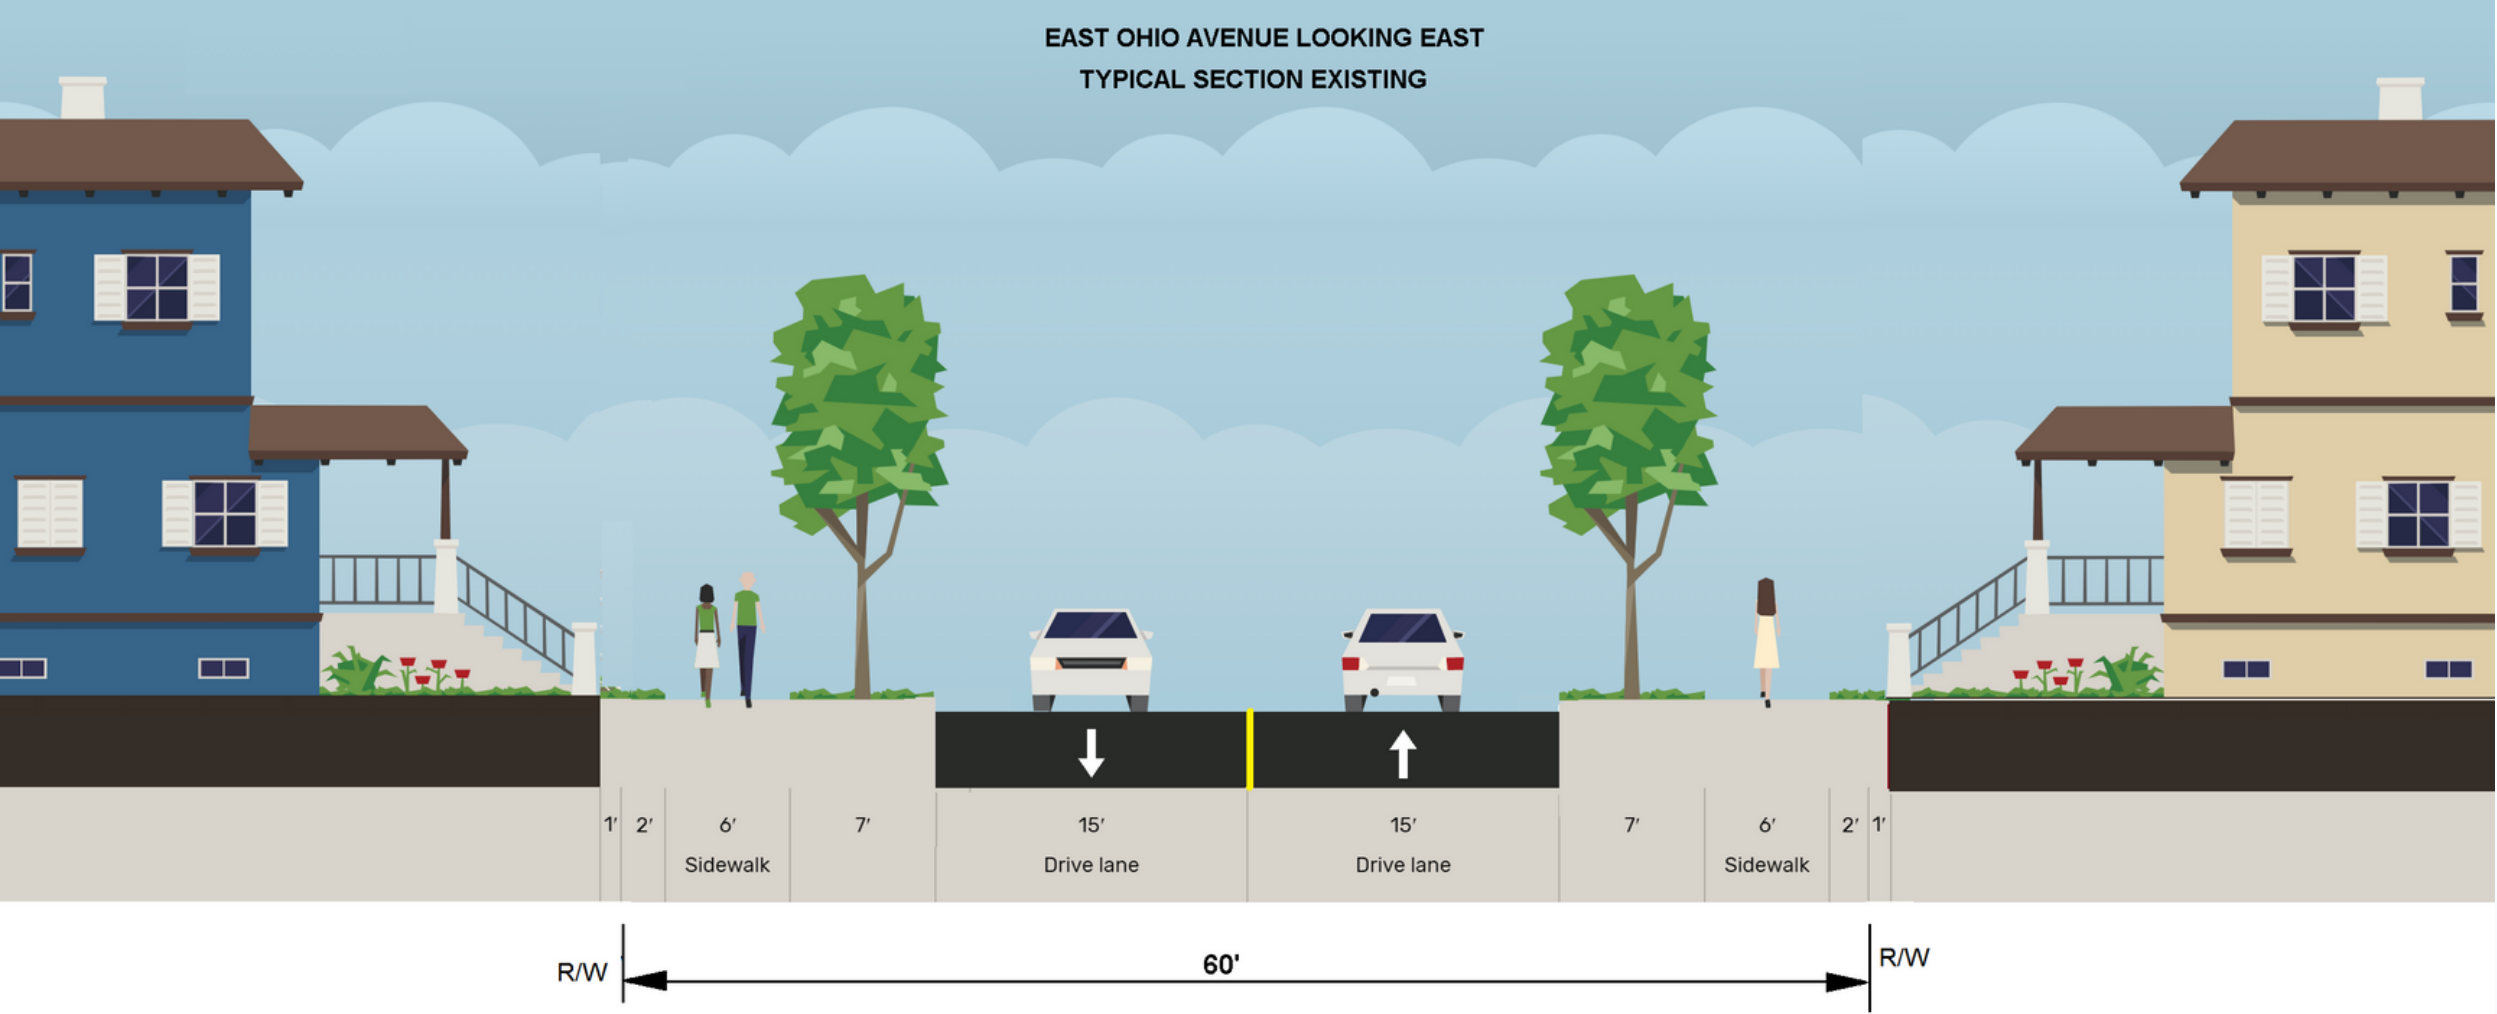 EAST OHIO AVENUE LOOKING EAST
TYPICAL SECTION EXISTING
1' 2' 6' 7' 15' 15' 7' 6' 2' 1'
Sidewalk Drive lane Drive lane Sidewalk
R/W 60' R/W